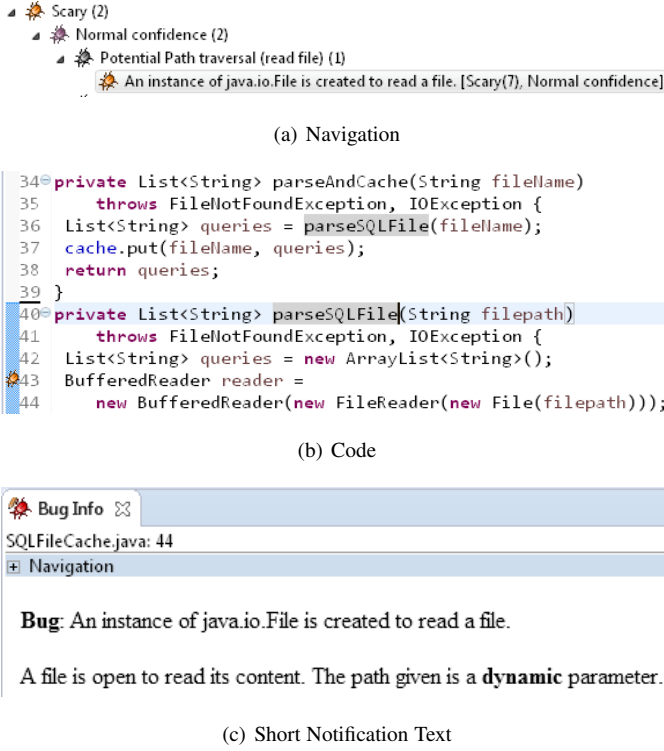 Scary (2)
Normal confidence (2)
Potential Path traversal (read file) (1)
An instance of java.io.File is created to read a file. [Scary(7), Normal confidence]
(a) Navigation
34 private List<String> parseAndCache(String fileName)
35 throws FileNotFoundException, IOException {
36 List<String> queries = parseSQLFile(fileName);
37 cache.put(fileName, queries);
38 return queries;
39 }
40 private List<String> parseSQLFile(String filepath)
41 throws FileNotFoundException, IOException {
42 List<String> queries = new ArrayList<String>();
43 BufferedReader reader =
44 new BufferedReader(new FileReader(new File(filepath)));
(b) Code
Bug Info
SQLFileCache.java: 44
Navigation
Bug: An instance of java.io.File is created to read a file.
A file is open to read its content. The path given is a dynamic parameter.
(c) Short Notification Text